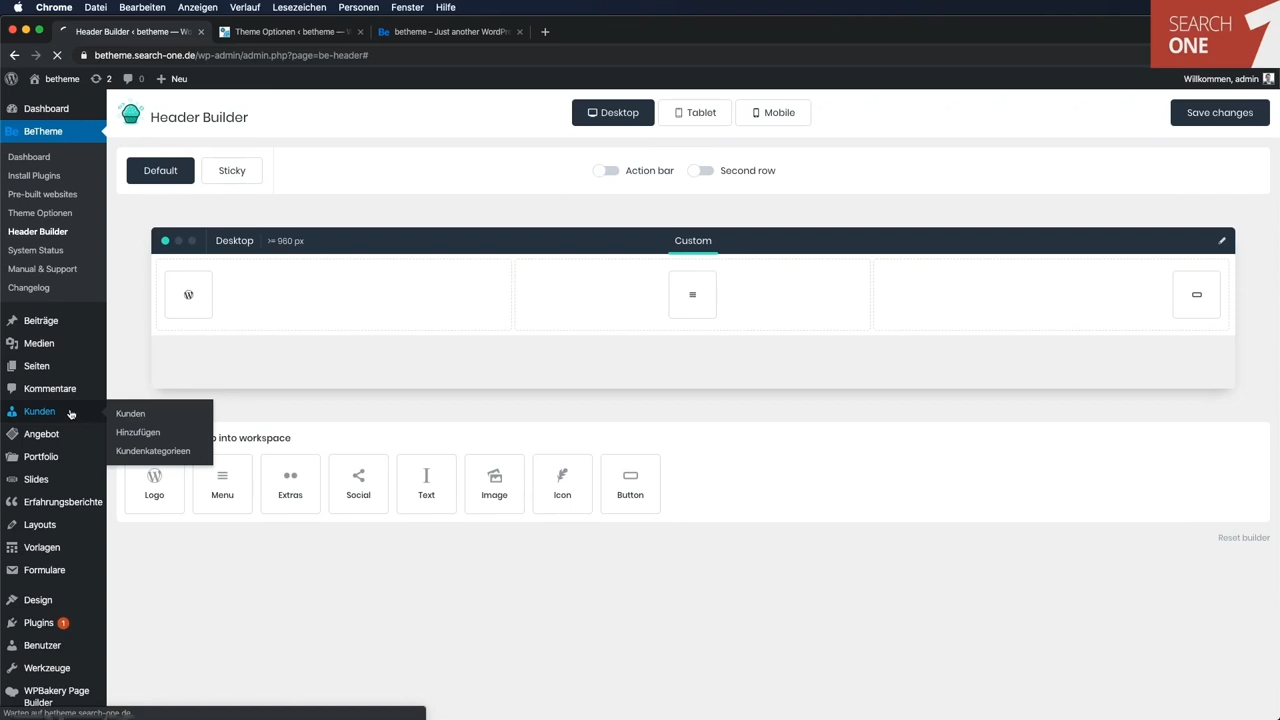 Chrome Datei Bearbeiten Anzeigen Verlauf Lesezeichen Personen Fenster Hilfe
Header Builder ‹ betheme — Wo
Theme Optionen ‹ betheme — W
betheme – Just another WordPr
betheme.search-one.de/wp-admin/admin.php?page=be-header#
SEARCH
ONE
betheme 2 0 Neu
Willkommen, admin
Dashboard
BeTheme
Dashboard
Install Plugins
Pre-built websites
Theme Optionen
Header Builder
System Status
Manual & Support
Changelog
Beiträge
Medien
Seiten
Kommentare
Kunden
Angebot
Portfolio
Slides
Erfahrungsberichte
Layouts
Vorlagen
Formulare
Design
Plugins 1
Benutzer
Werkzeuge
WPBakery Page
Builder
Kunden
Hinzufügen
Kundenkategorieen
Header Builder
Desktop Tablet Mobile
Save changes
Default Sticky
Action bar Second row
Desktop >= 960 px
Custom
into workspace
Logo Menu Extras Social Text Image Icon Button
Reset builder
Warten auf betheme.search-one.de